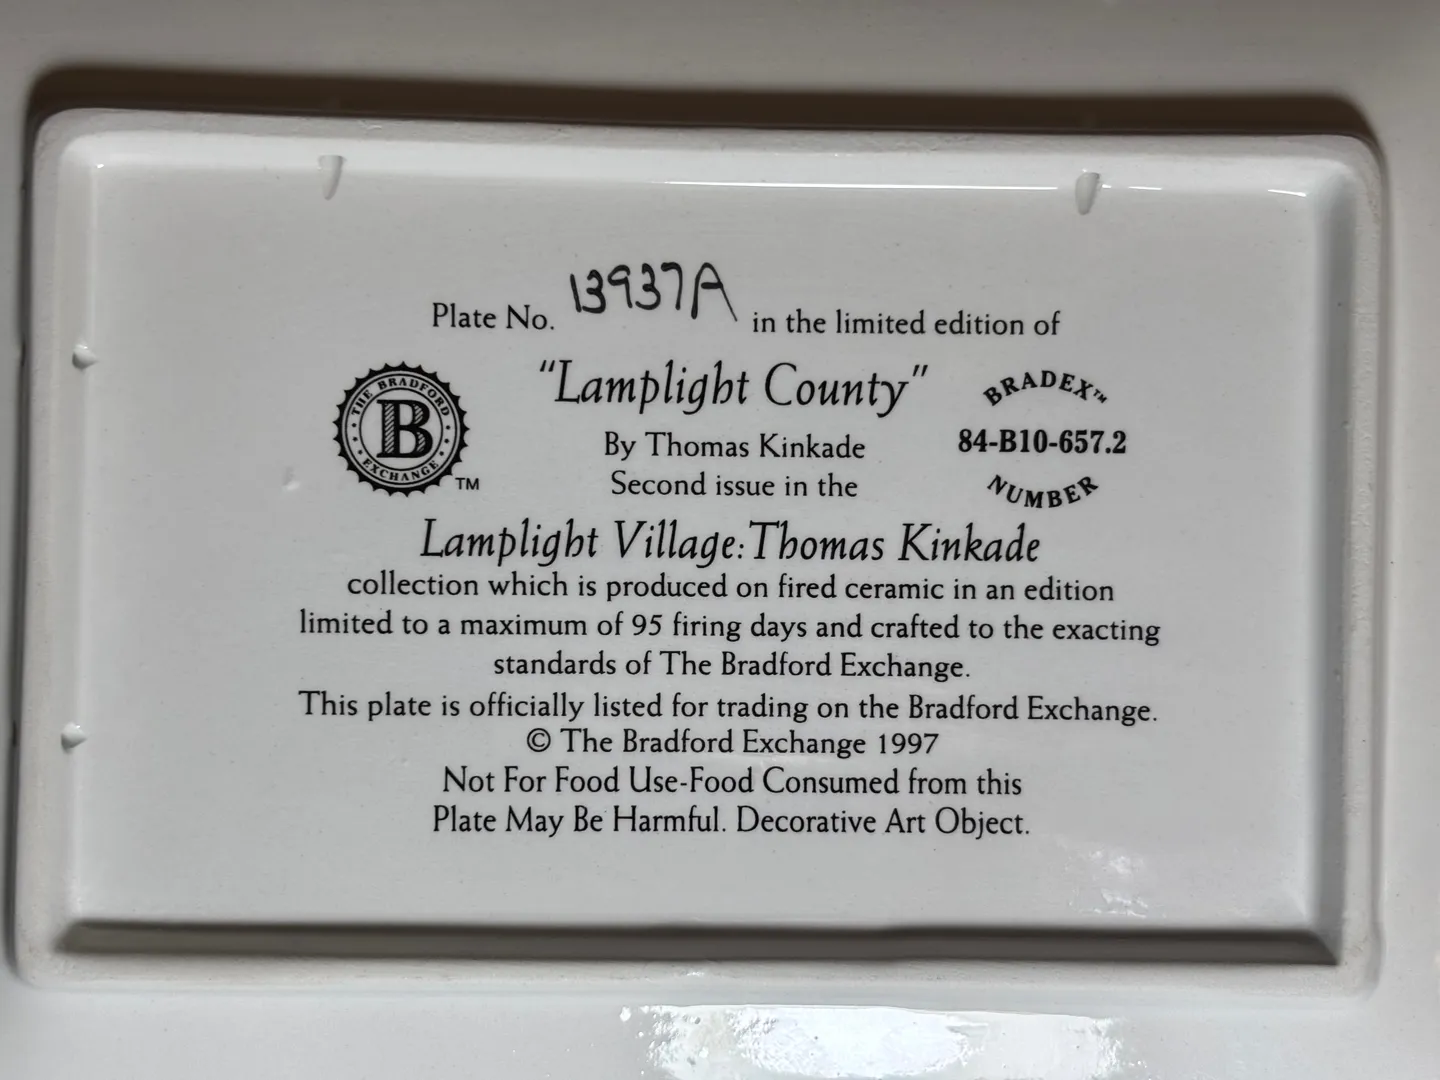 Plate No. 13937A in the limited edition of
"Lamplight County"
THE BRADFORD EXCHANGE
B
TM
BRADEX™
84-B10-657.2
NUMBER
By Thomas Kinkade
Second issue in the
Lamplight Village: Thomas Kinkade
collection which is produced on fired ceramic in an edition
limited to a maximum of 95 firing days and crafted to the exacting
standards of The Bradford Exchange.
This plate is officially listed for trading on the Bradford Exchange.
© The Bradford Exchange 1997
Not For Food Use-Food Consumed from this
Plate May Be Harmful. Decorative Art Object.